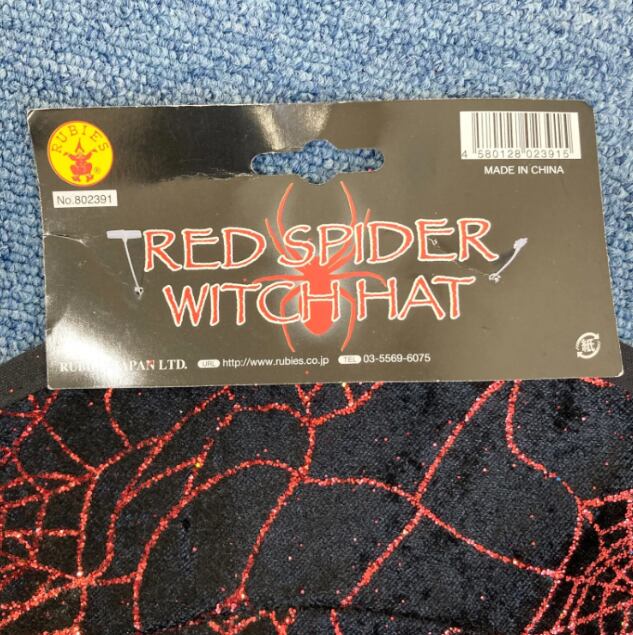 RUBIES
®
No.802391
4 580128 023915
MADE IN CHINA
RED SPIDER
WITCH HAT
JAPAN LTD. URL http://www.rubies.co.jp TEL 03-5569-6075
紙